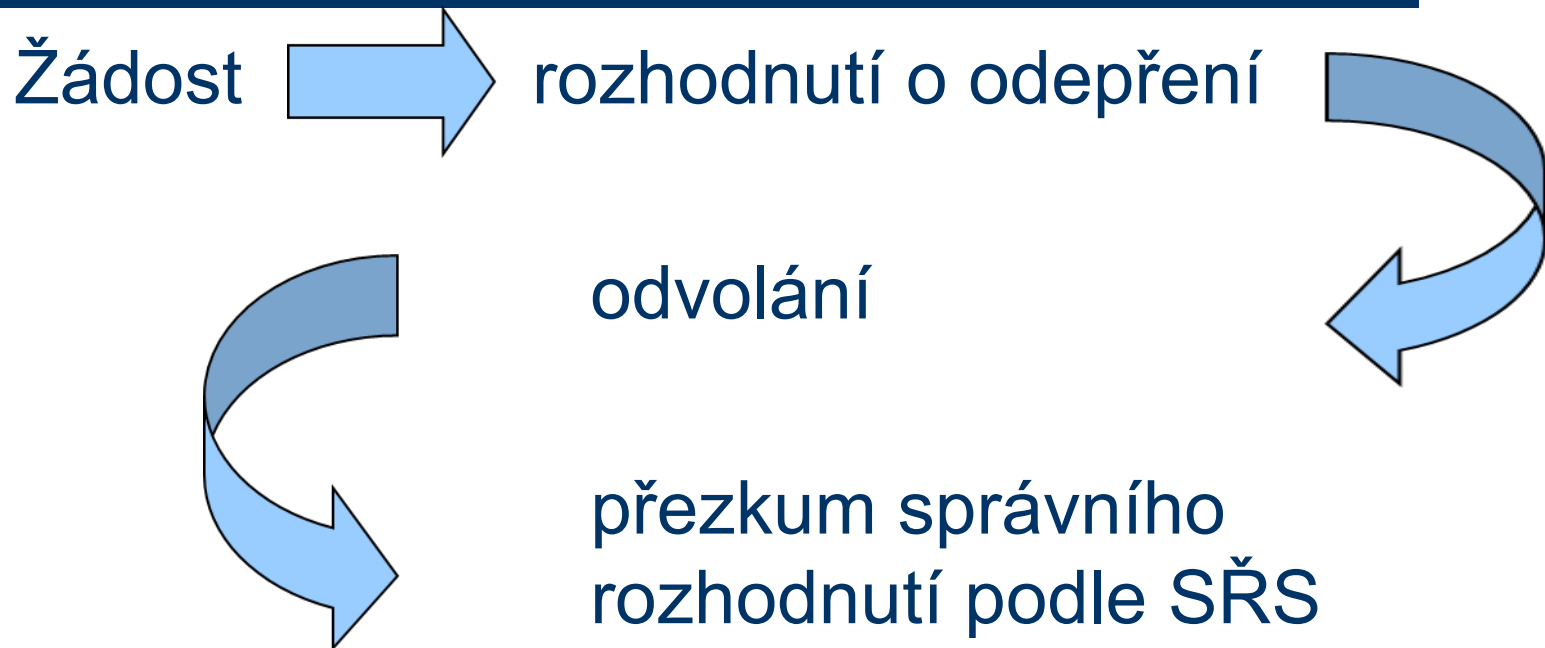 Žádost rozhodnutí o odepření
odvolání
přezkum správního
rozhodnutí podle SŘS